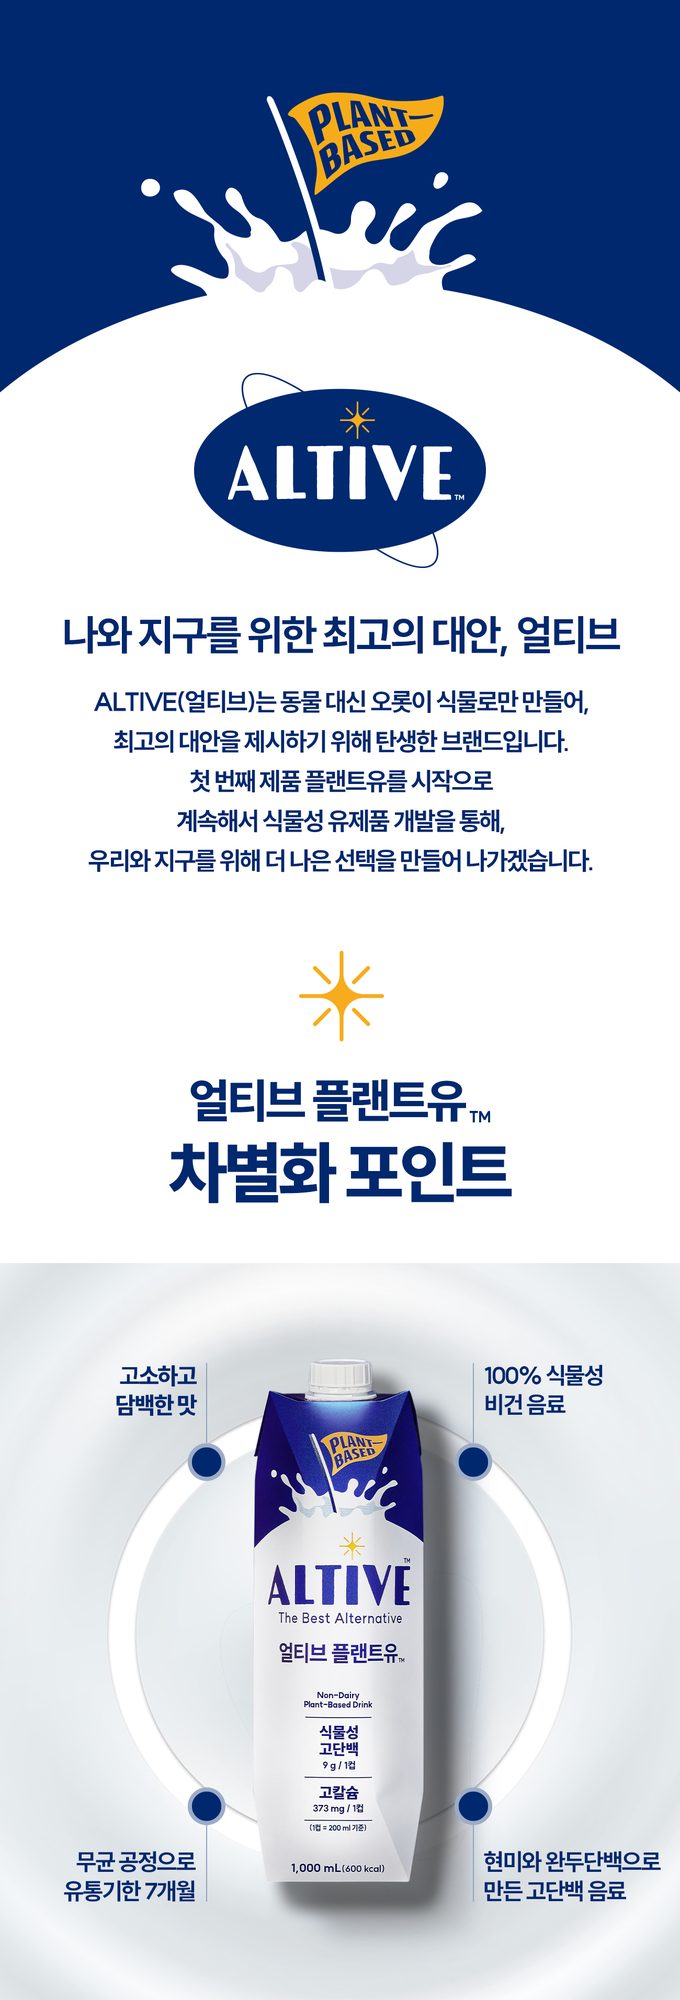 PLANT-
BASED
ALTIVE™
나와 지구를 위한 최고의 대안, 얼티브
ALTIVE(얼티브)는 동물 대신 오롯이 식물로만 만들어,
최고의 대안을 제시하기 위해 탄생한 브랜드입니다.
첫 번째 제품 플랜트유를 시작으로
계속해서 식물성 유제품 개발을 통해,
우리와 지구를 위해 더 나은 선택을 만들어 나가겠습니다.
얼티브 플랜트유™
차별화 포인트
고소하고
담백한 맛
100% 식물성
비건 음료
PLANT-
BASED
ALTIVE™
The Best Alternative
얼티브 플랜트유™
Non-Dairy
Plant-Based Drink
식물성
고단백
9 g / 1컵
고칼슘
373 mg / 1컵
(1컵 = 200 ml 기준)
1,000 mL(600 kcal)
무균 공정으로
유통기한 7개월
현미와 완두단백으로
만든 고단백 음료